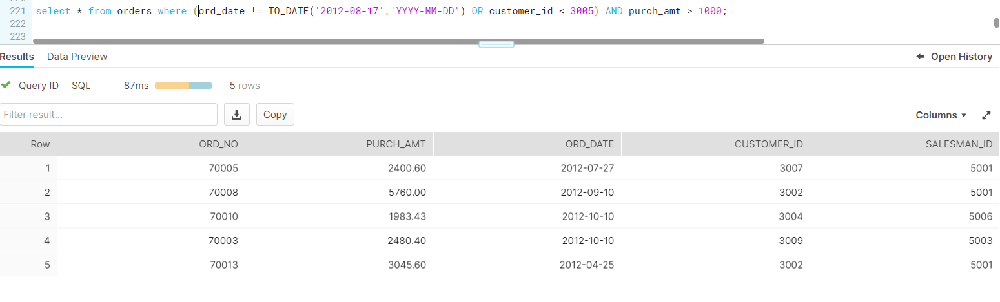 221 select * from orders where (ord_date != TO_DATE('2012-08-17','YYYY-MM-DD') OR customer_id < 3005) AND purch_amt > 1000;
222
223
Results Data Preview Open History
Query ID SQL 87ms 5 rows
Filter result... Copy Columns
Row ORD_NO PURCH_AMT ORD_DATE CUSTOMER_ID SALESMAN_ID
1 70005 2400.60 2012-07-27 3007 5001
2 70008 5760.00 2012-09-10 3002 5001
3 70010 1983.43 2012-10-10 3004 5006
4 70003 2480.40 2012-10-10 3009 5003
5 70013 3045.60 2012-04-25 3002 5001